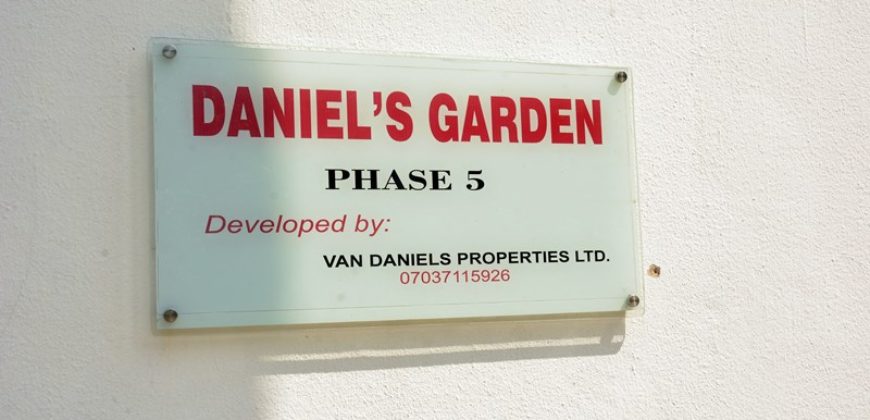 DANIEL'S GARDEN
PHASE 5
Developed by:
VAN DANIELS PROPERTIES LTD.
07037115926